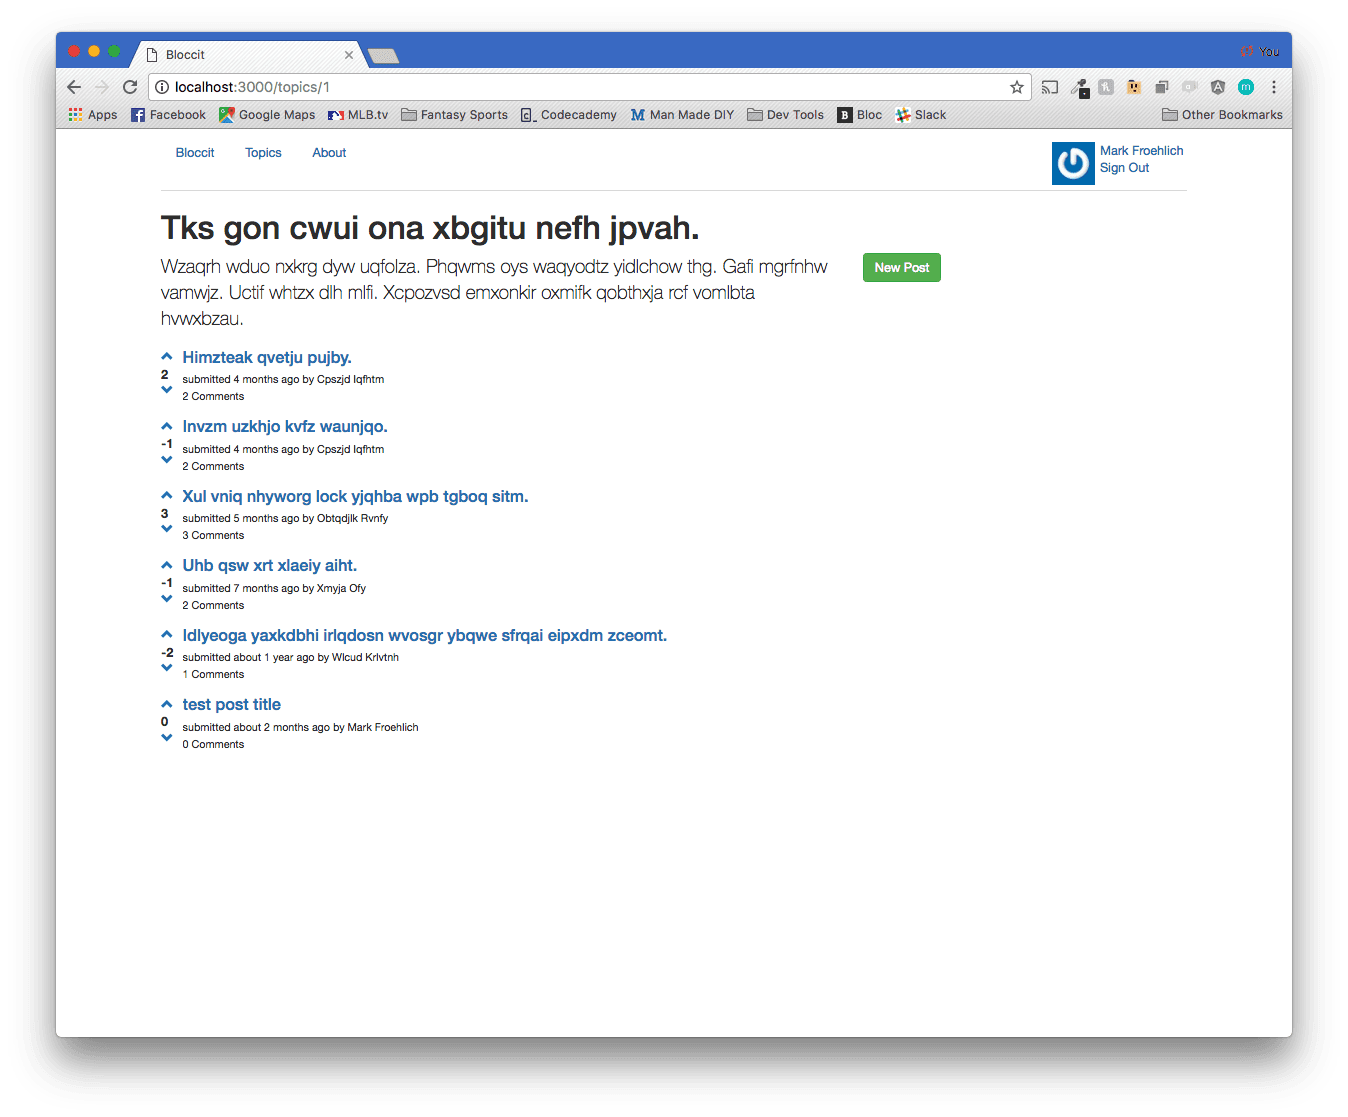 Bloccit
You
localhost:3000/topics/1
Apps Facebook Google Maps MLB.tv Fantasy Sports Codecademy Man Made DIY Dev Tools Bloc Slack Other Bookmarks
Bloccit Topics About
Mark Froehlich
Sign Out
Tks gon cwui ona xbgitu nefh jpvah.
Wzaqrh wduo nxkrg dyw uqfolza. Phqwms oys waqyodtz yidlchow thg. Gafi mgrfnhw
vamwjz. Uctif whtzx dlh mlfi. Xcpozvsd emxonkir oxmifk qobthxja rcf vomlbta
hvwxbzau.
New Post
Himzteak qvetju pujby.
2
submitted 4 months ago by Cpszjd Iqfhtm
2 Comments
Invzm uzkhjo kvfz waunjqo.
-1
submitted 4 months ago by Cpszjd Iqfhtm
2 Comments
Xul vniq nhyworg lock yjqhba wpb tgboq sitm.
3
submitted 5 months ago by Obtqdjlk Rvnfy
3 Comments
Uhb qsw xrt xlaeiy aiht.
-1
submitted 7 months ago by Xmyja Ofy
2 Comments
Idlyeoga yaxkdbhi irlqdosn wvosgr ybqwe sfrqai eipxdm zceomt.
-2
submitted about 1 year ago by Wlcud Krlvtnh
1 Comments
test post title
0
submitted about 2 months ago by Mark Froehlich
0 Comments